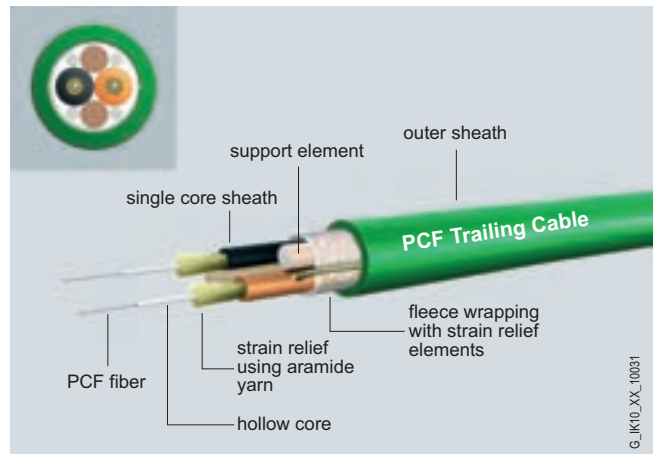 outer sheath
support element
single core sheath
PCF Trailing Cable
fleece wrapping
with strain relief
elements
strain relief
using aramide
yarn
PCF fiber
hollow core
G_IK10_XX_10031